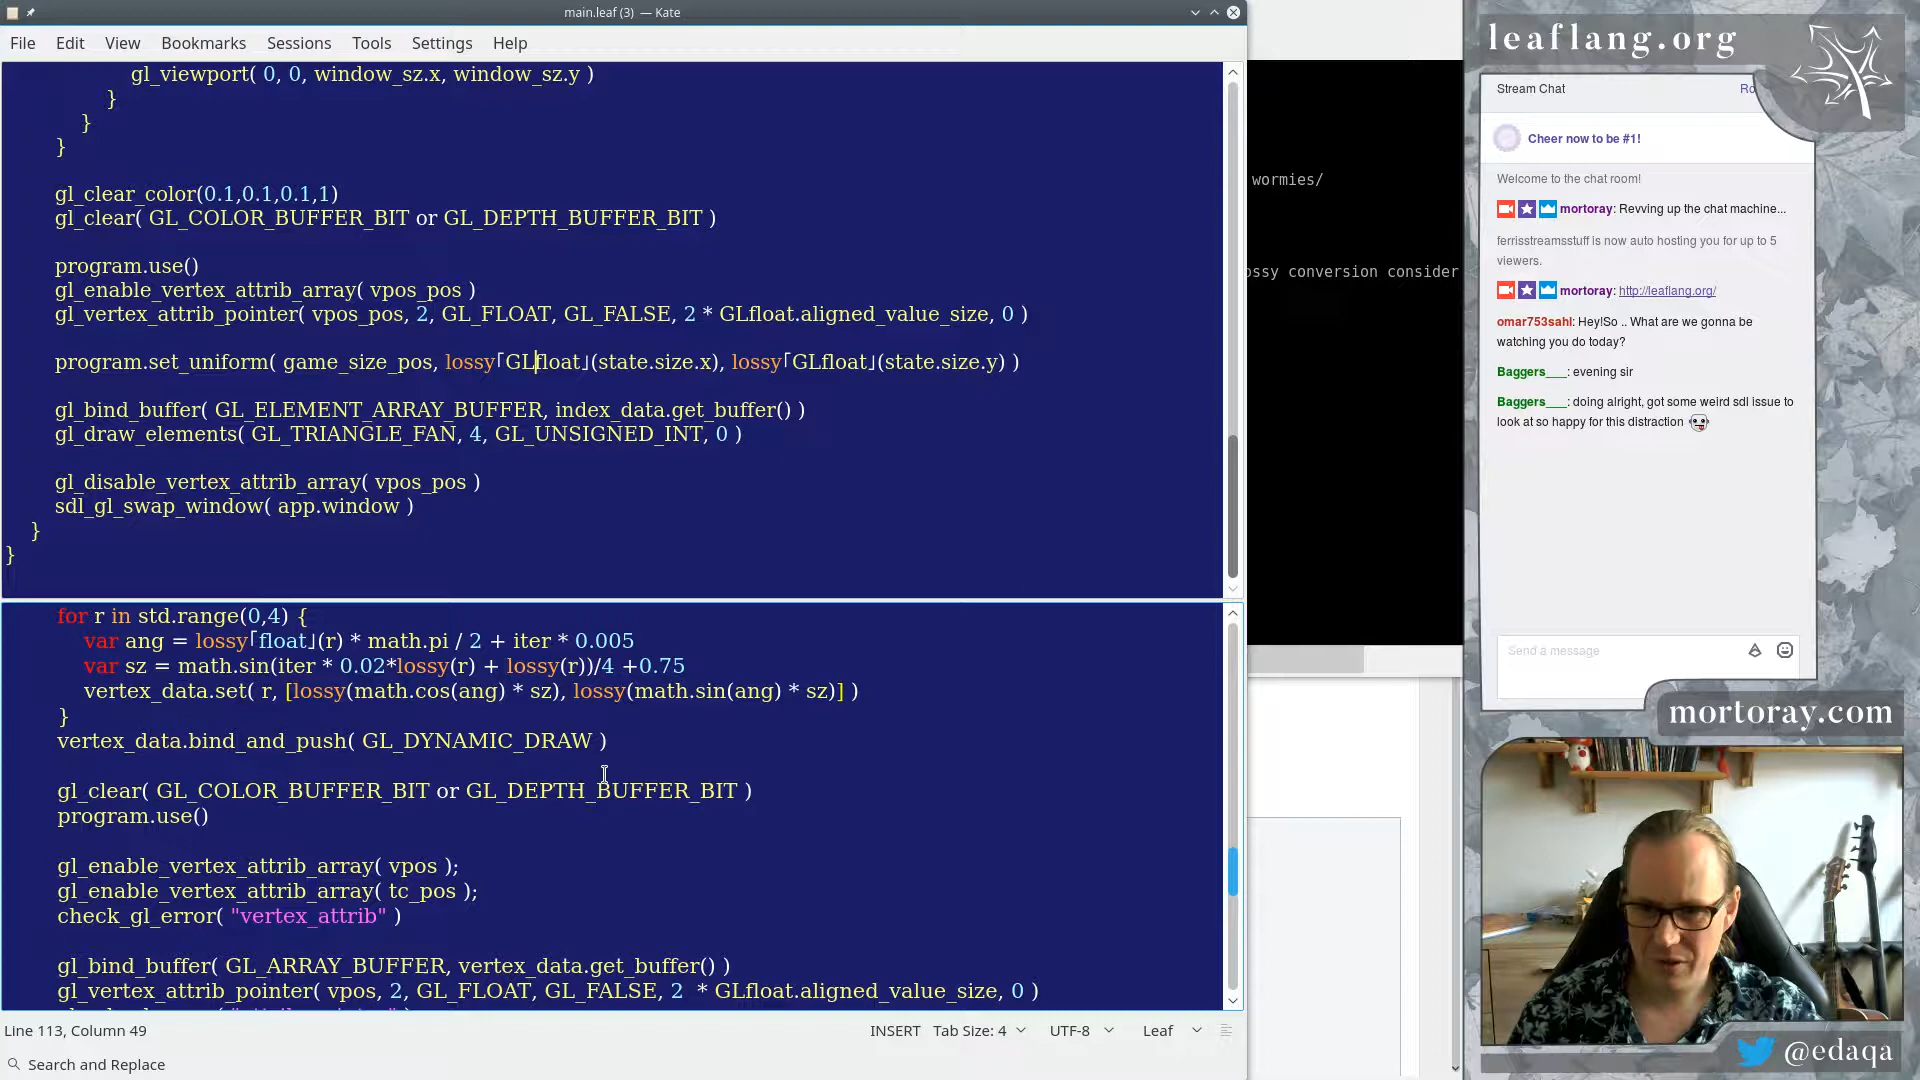 main.leaf (3) — Kate
File Edit View Bookmarks Sessions Tools Settings Help
gl_viewport( 0, 0, window_sz.x, window_sz.y )
}
}
}
gl_clear_color(0.1,0.1,0.1,1)
gl_clear( GL_COLOR_BUFFER_BIT or GL_DEPTH_BUFFER_BIT )
program.use()
gl_enable_vertex_attrib_array( vpos_pos )
gl_vertex_attrib_pointer( vpos_pos, 2, GL_FLOAT, GL_FALSE, 2 * GLfloat.aligned_value_size, 0 )
program.set_uniform( game_size_pos, lossy｢GLfloat｣(state.size.x), lossy｢GLfloat｣(state.size.y) )
gl_bind_buffer( GL_ELEMENT_ARRAY_BUFFER, index_data.get_buffer() )
gl_draw_elements( GL_TRIANGLE_FAN, 4, GL_UNSIGNED_INT, 0 )
gl_disable_vertex_attrib_array( vpos_pos )
sdl_gl_swap_window( app.window )
}
}
for r in std.range(0,4) {
var ang = lossy｢float｣(r) * math.pi / 2 + iter * 0.005
var sz = math.sin(iter * 0.02*lossy(r) + lossy(r))/4 +0.75
vertex_data.set( r, [lossy(math.cos(ang) * sz), lossy(math.sin(ang) * sz)] )
}
vertex_data.bind_and_push( GL_DYNAMIC_DRAW )
gl_clear( GL_COLOR_BUFFER_BIT or GL_DEPTH_BUFFER_BIT )
program.use()
gl_enable_vertex_attrib_array( vpos );
gl_enable_vertex_attrib_array( tc_pos );
check_gl_error( "vertex_attrib" )
gl_bind_buffer( GL_ARRAY_BUFFER, vertex_data.get_buffer() )
gl_vertex_attrib_pointer( vpos, 2, GL_FLOAT, GL_FALSE, 2 * GLfloat.aligned_value_size, 0 )
Line 113, Column 49 INSERT Tab Size: 4 UTF-8 Leaf
Search and Replace
wormies/
ossy conversion consider
leaflang.org
Stream Chat Ro
Cheer now to be #1!
Welcome to the chat room!
mortoray: Revving up the chat machine...
ferrisstreamsstuff is now auto hosting you for up to 5
viewers.
mortoray: http://leaflang.org/
omar753sahl: Hey!So .. What are we gonna be
watching you do today?
Baggers___: evening sir
Baggers___: doing alright, got some weird sdl issue to
look at so happy for this distraction
Send a message
mortoray.com
@edaqa